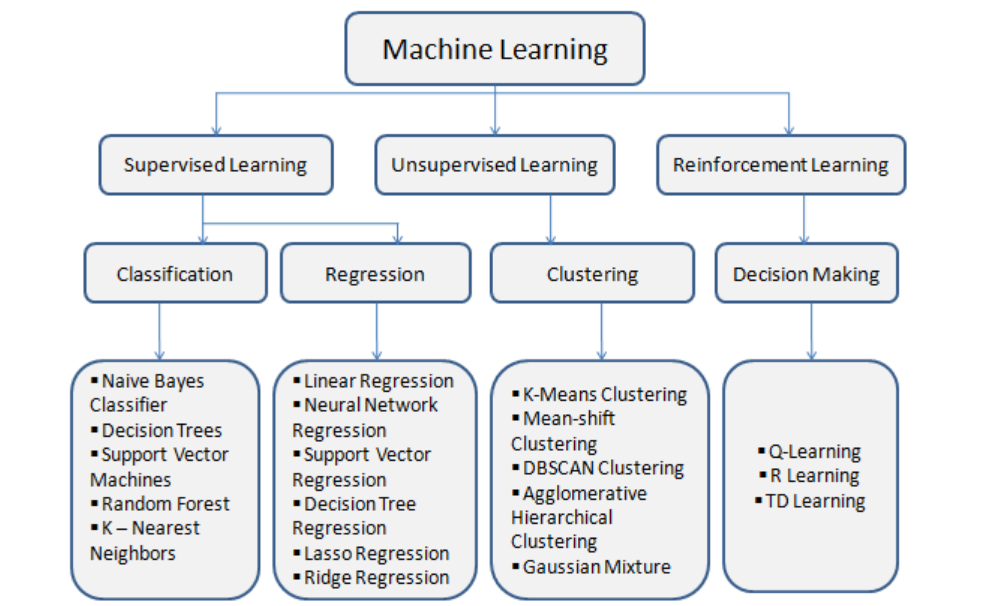 Machine Learning
Supervised Learning
Unsupervised Learning
Reinforcement Learning
Classification
Regression
Clustering
Decision Making
▪ Naive Bayes
Classifier
▪ Decision Trees
▪ Support Vector
Machines
▪ Random Forest
▪ K – Nearest
Neighbors
▪ Linear Regression
▪ Neural Network
Regression
▪ Support Vector
Regression
▪ Decision Tree
Regression
▪ Lasso Regression
▪ Ridge Regression
▪ K-Means Clustering
▪ Mean-shift
Clustering
▪ DBSCAN Clustering
▪ Agglomerative
Hierarchical
Clustering
▪ Gaussian Mixture
▪ Q-Learning
▪ R Learning
▪ TD Learning